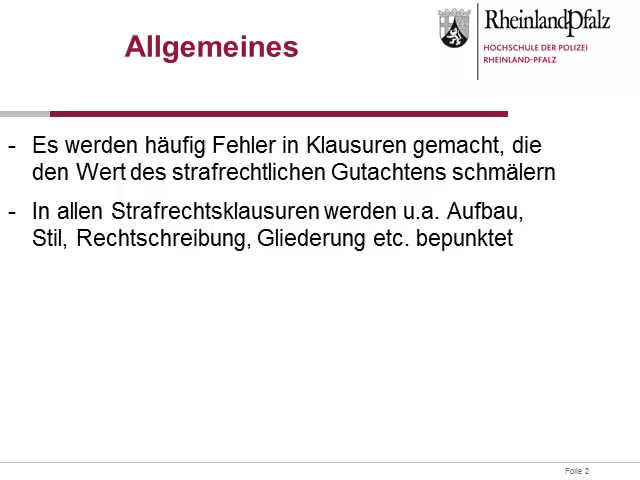 Allgemeines
RheinlandPfalz
HOCHSCHULE DER POLIZEI
RHEINLAND-PFALZ
- Es werden häufig Fehler in Klausuren gemacht, die
den Wert des strafrechtlichen Gutachtens schmälern
- In allen Strafrechtsklausuren werden u.a. Aufbau,
Stil, Rechtschreibung, Gliederung etc. bepunktet
Folie 2